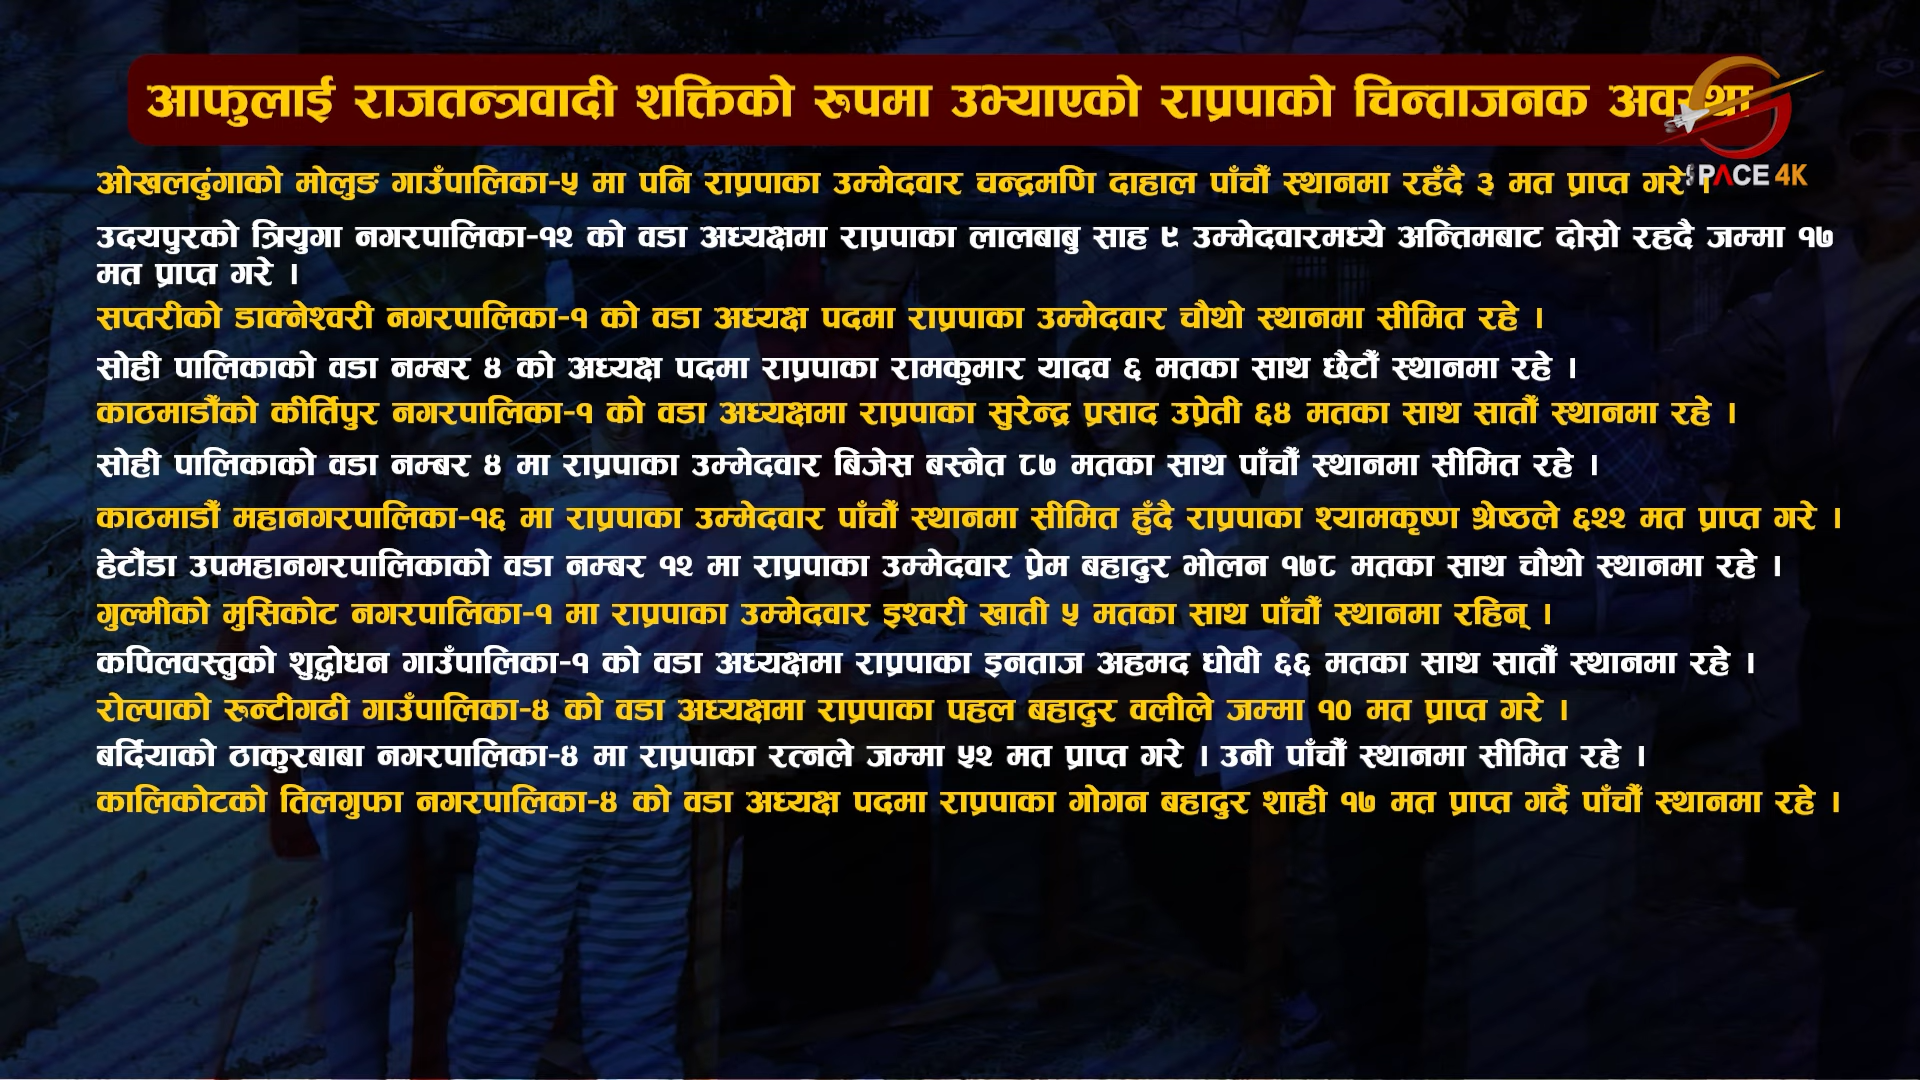 आफुलाई राजतन्त्रवादी शक्तिको रुपमा उभ्याएको राप्रपाको चिन्ताजनक अवस्था
ओखलढुंगाको मोलुङ गाउँपालिका-५ मा पनि राप्रपाका उम्मेदवार चन्द्रमणि दाहाल पाँचौँ स्थानमा रहँदै ३ मत प्राप्त गरे ।
SPACE 4K
उदयपुरको त्रियुगा नगरपालिका-१२ को वडा अध्यक्षमा राप्रपाका लालबाबु साह ९ उम्मेदवारमध्ये अन्तिमबाट दोस्रो रहदै जम्मा १७
मत प्राप्त गरे ।
सप्तरीको डाक्नेश्वरी नगरपालिका-१ को वडा अध्यक्ष पदमा राप्रपाका उम्मेदवार चौथो स्थानमा सीमित रहे ।
सोही पालिकाको वडा नम्बर ४ को अध्यक्ष पदमा राप्रपाका रामकुमार यादव ६ मतका साथ छैटौँ स्थानमा रहे ।
काठमाडौँको कीर्तिपुर नगरपालिका-१ को वडा अध्यक्षमा राप्रपाका सुरेन्द्र प्रसाद उप्रेती ६४ मतका साथ सातौँ स्थानमा रहे ।
सोही पालिकाको वडा नम्बर ४ मा राप्रपाका उम्मेदवार बिजेस बस्नेत ८७ मतका साथ पाँचौँ स्थानमा सीमित रहे ।
काठमाडौँ महानगरपालिका-१६ मा राप्रपाका उम्मेदवार पाँचौँ स्थानमा सीमित हुँदै राप्रपाका श्यामकृष्ण श्रेष्ठले ६२२ मत प्राप्त गरे ।
हेटौंडा उपमहानगरपालिकाको वडा नम्बर १२ मा राप्रपाका उम्मेदवार प्रेम बहादुर भोलन १७८ मतका साथ चौथो स्थानमा रहे ।
गुल्मीको मुसिकोट नगरपालिका-१ मा राप्रपाका उम्मेदवार इश्वरी खाती ५ मतका साथ पाँचौँ स्थानमा रहिन् ।
कपिलवस्तुको शुद्धोधन गाउँपालिका-१ को वडा अध्यक्षमा राप्रपाका इनताज अहमद धोवी ६६ मतका साथ सातौँ स्थानमा रहे ।
रोल्पाको रुन्टीगढी गाउँपालिका-४ को वडा अध्यक्षमा राप्रपाका पहल बहादुर वलीले जम्मा १० मत प्राप्त गरे ।
बर्दियाको ठाकुरबाबा नगरपालिका-४ मा राप्रपाका रत्नले जम्मा ५२ मत प्राप्त गरे । उनी पाँचौँ स्थानमा सीमित रहे ।
कालिकोटको तिलगुफा नगरपालिका-४ को वडा अध्यक्ष पदमा राप्रपाका गोगन बहादुर शाही १७ मत प्राप्त गर्दै पाँचौँ स्थानमा रहे ।